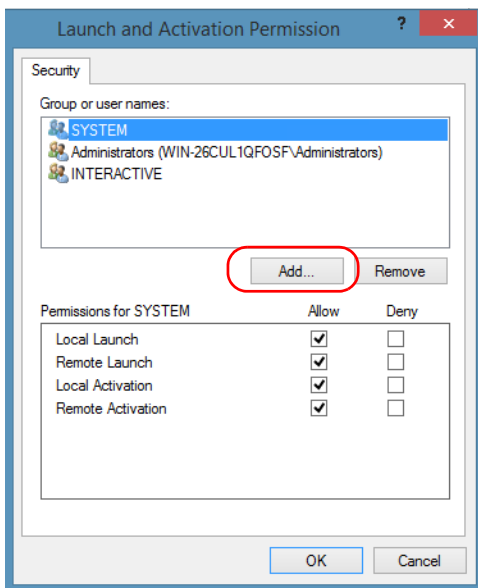 Launch and Activation Permission ? ×
Security
Group or user names:
SYSTEM
Administrators (WIN-26CUL1QFOSF\Administrators)
INTERACTIVE
Add... Remove
Permissions for SYSTEM Allow Deny
Local Launch
Remote Launch
Local Activation
Remote Activation
OK Cancel